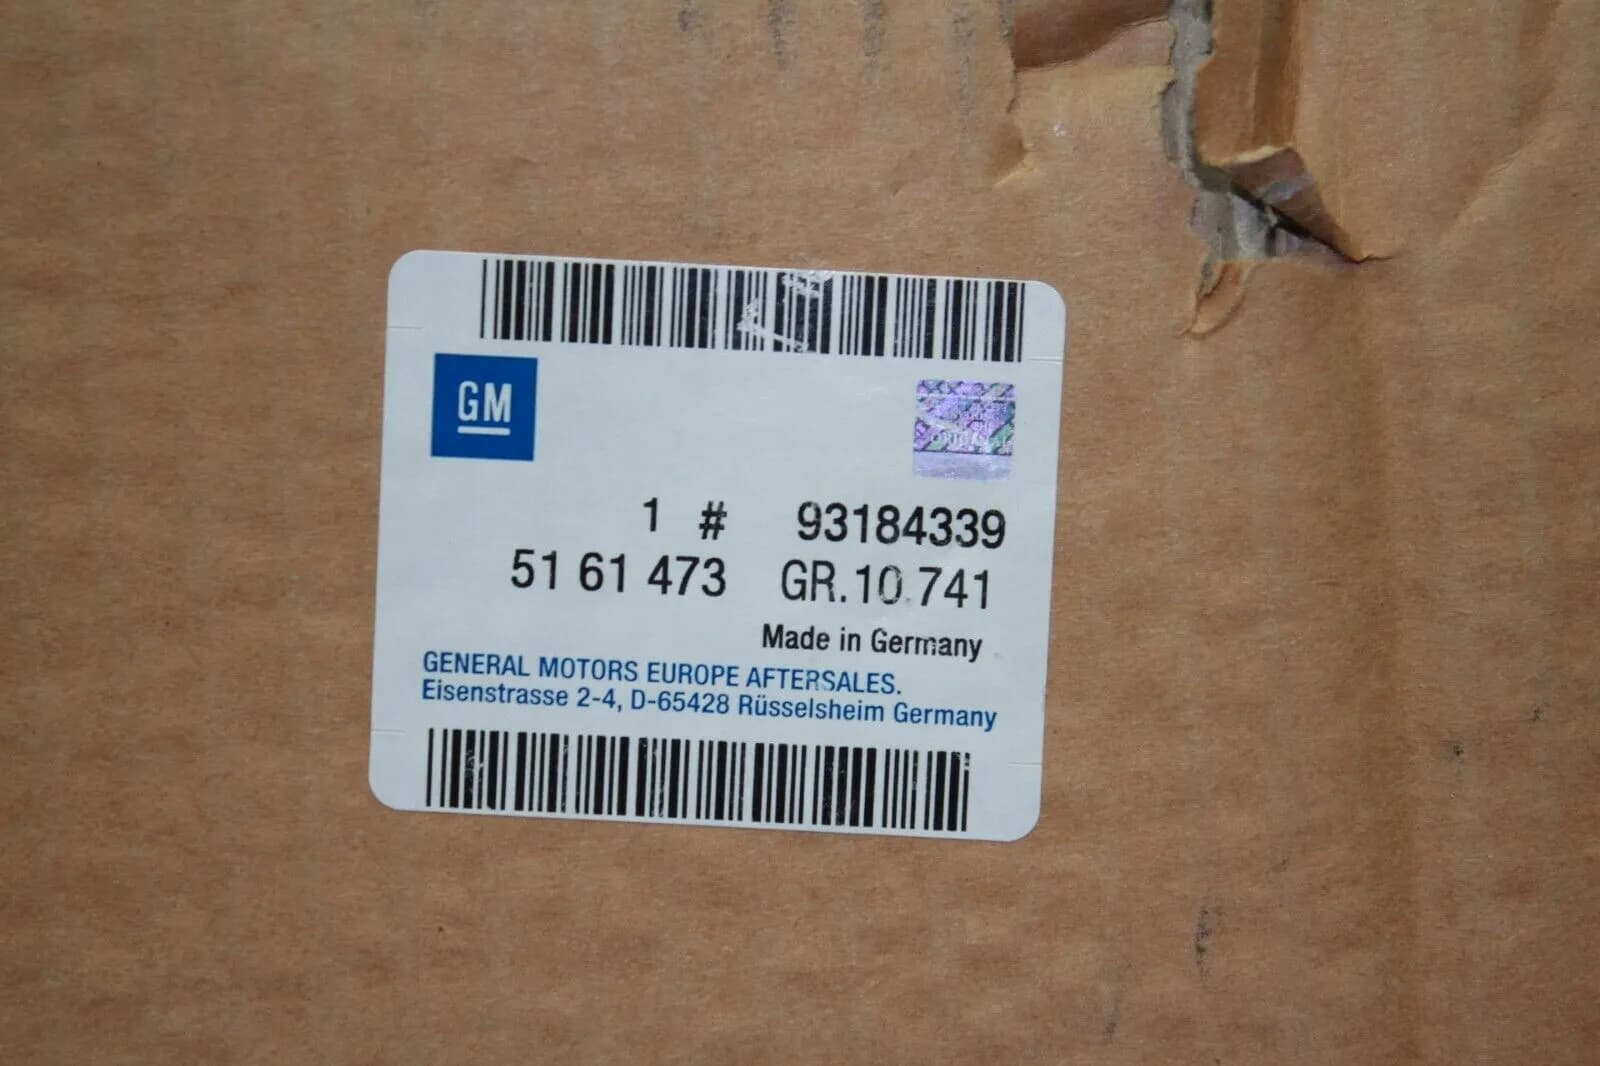 GM
ORIGINAL
1 # 93184339
51 61 473 GR.10.741
Made in Germany
GENERAL MOTORS EUROPE AFTERSALES.
Eisenstrasse 2-4, D-65428 Rüsselsheim Germany